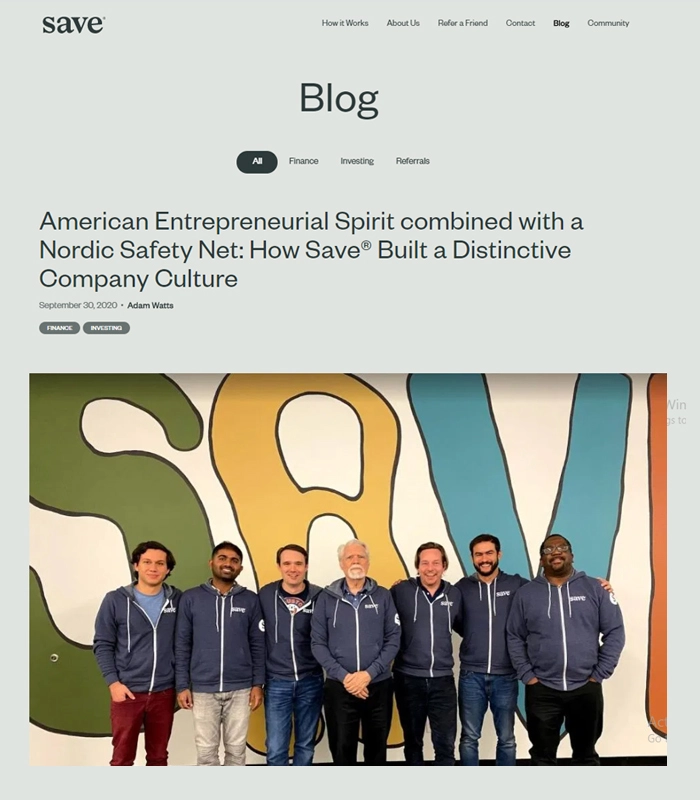 save®
How it Works About Us Refer a Friend Contact Blog Community
Blog
All Finance Investing Referrals
American Entrepreneurial Spirit combined with a
Nordic Safety Net: How Save® Built a Distinctive
Company Culture
September 30, 2020 • Adam Watts
FINANCE INVESTING
SAV
save save save save save save